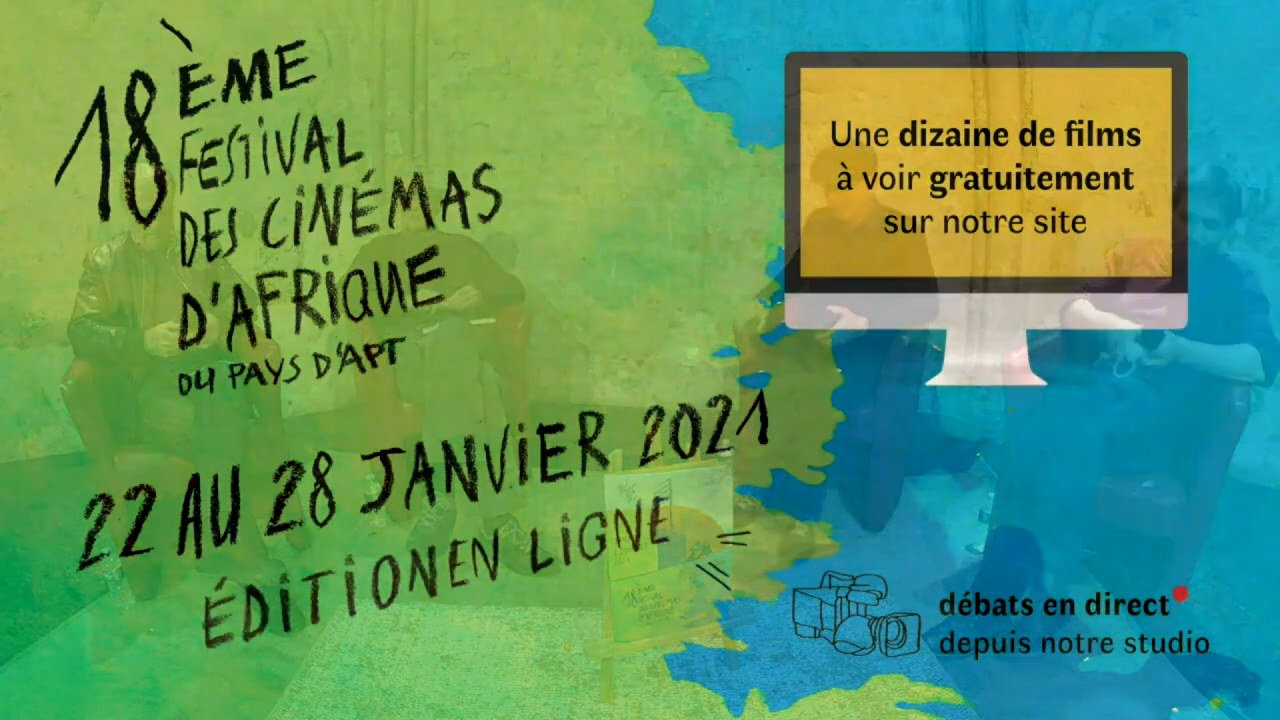 18ÈME
FESTIVAL
DES CINÉMAS
D'AFRIQUE
DU PAYS D'APT
22 AU 28 JANVIER 2021
ÉDITION EN LIGNE
Une dizaine de films
à voir gratuitement
sur notre site
débats en direct
depuis notre studio